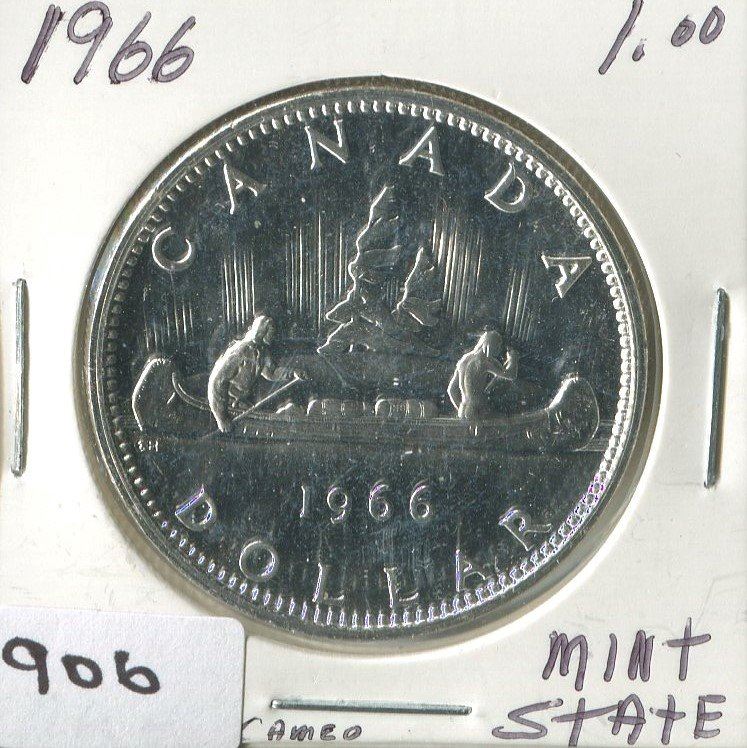 1966 1.00
CANADA
1966
DOLLAR
906
MINT
STATE
CAMEO